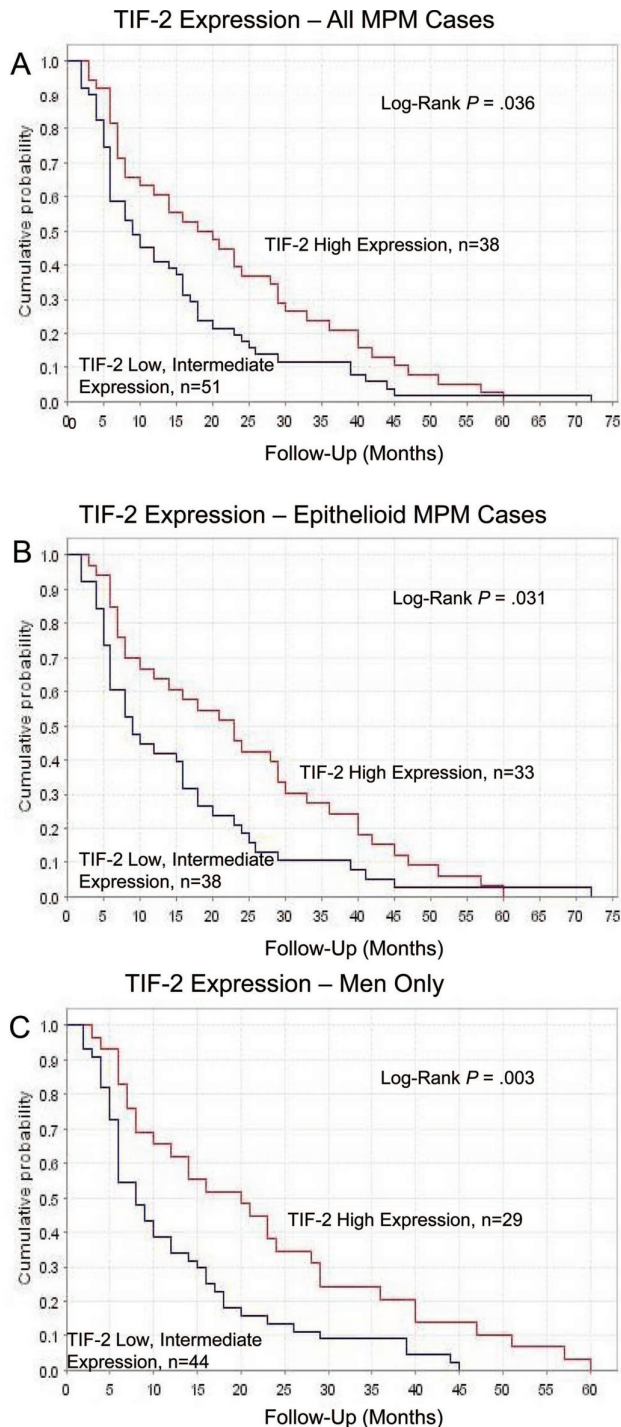 TIF-2 Expression – All MPM Cases
A
Cumulative probability
1.0
0.9
0.8
0.7
0.6
0.5
0.4
0.3
0.2
0.1
0.0
Log-Rank P = .036
TIF-2 High Expression, n=38
TIF-2 Low, Intermediate
Expression, n=51
0 0 5 10 15 20 25 30 35 40 45 50 55 60 65 70 75
Follow-Up (Months)
TIF-2 Expression – Epithelioid MPM Cases
B
Cumulative probability
1.0
0.9
0.8
0.7
0.6
0.5
0.4
0.3
0.2
0.1
0.0
Log-Rank P = .031
TIF-2 High Expression, n=33
TIF-2 Low, Intermediate
Expression, n=38
0 5 10 15 20 25 30 35 40 45 50 55 60 65 70 75
Follow-Up (Months)
TIF-2 Expression – Men Only
C
Cumulative probability
1.0
0.9
0.8
0.7
0.6
0.5
0.4
0.3
0.2
0.1
0.0
Log-Rank P = .003
TIF-2 High Expression, n=29
TIF-2 Low, Intermediate
Expression, n=44
0 5 10 15 20 25 30 35 40 45 50 55 60
Follow-Up (Months)